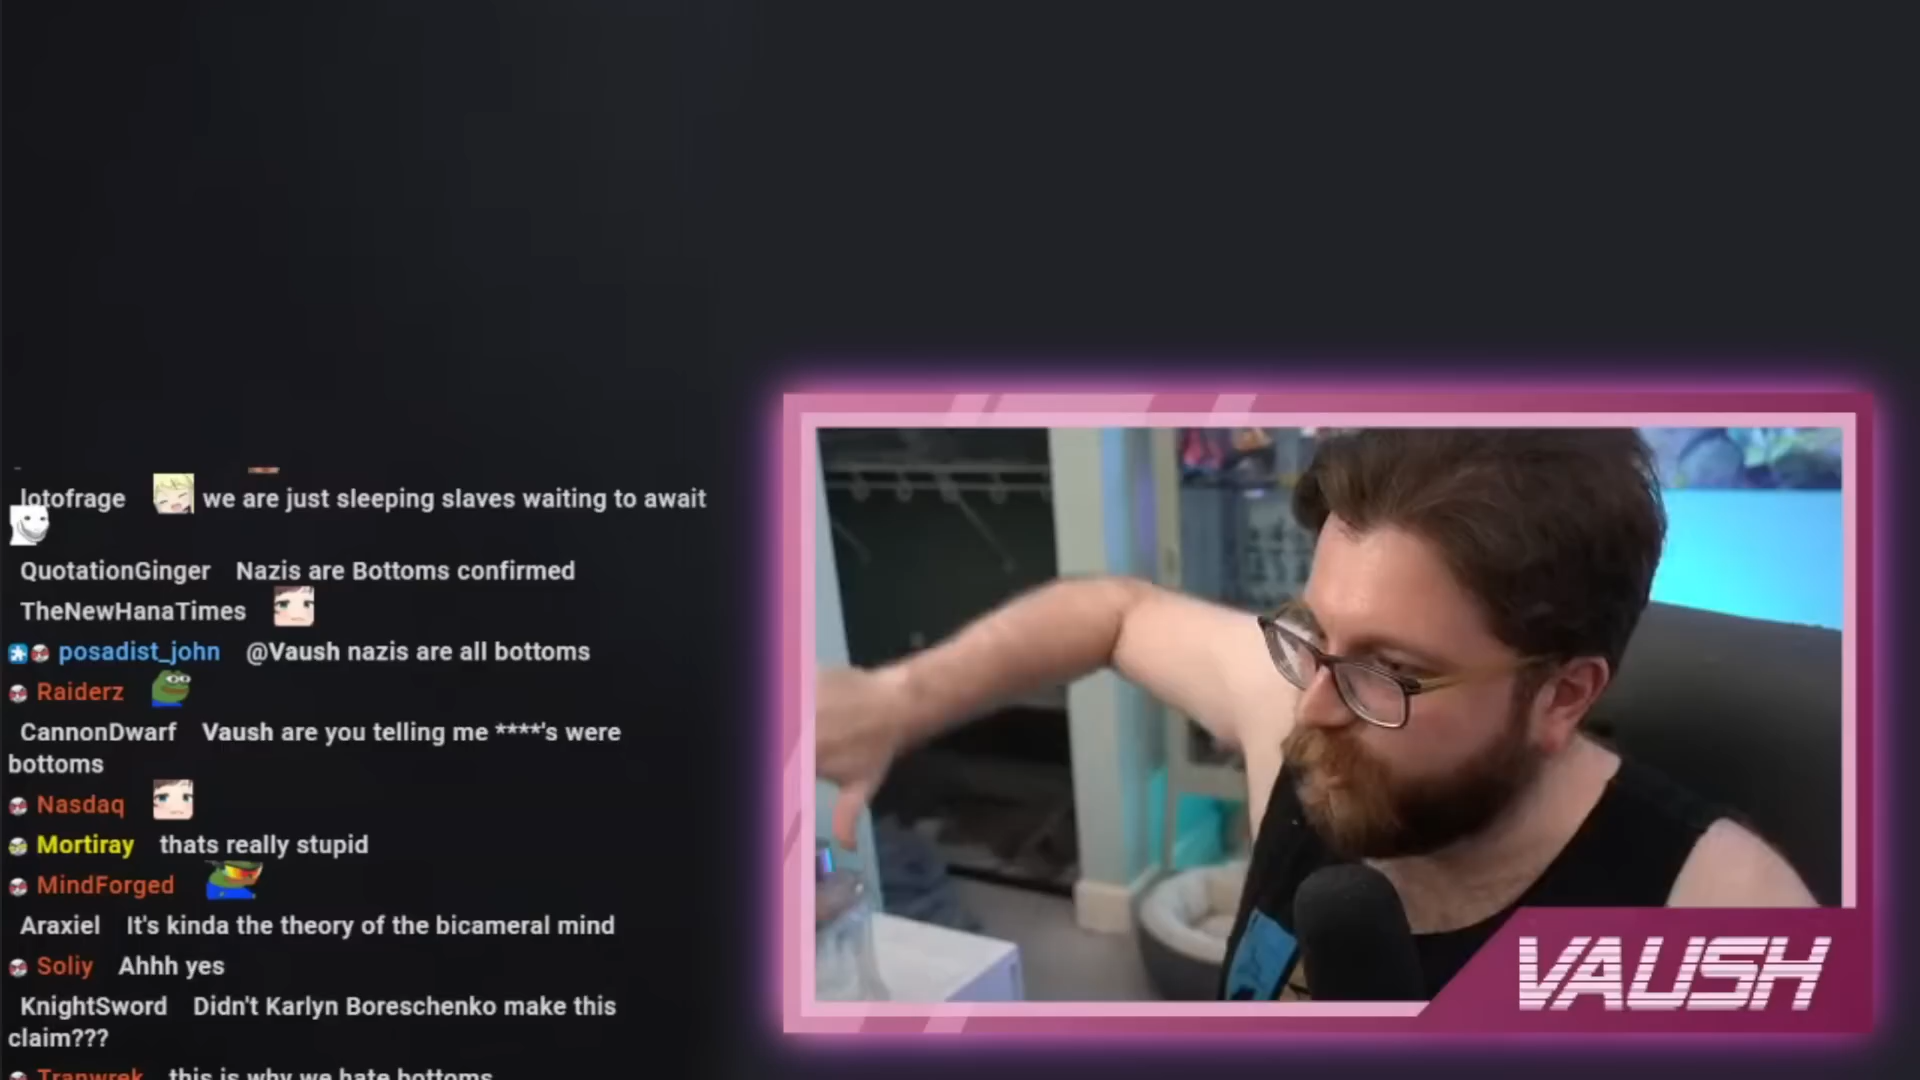 lotofrage we are just sleeping slaves waiting to await
QuotationGinger Nazis are Bottoms confirmed
TheNewHanaTimes
posadist_john @Vaush nazis are all bottoms
Raiderz
CannonDwarf Vaush are you telling me ****'s were
bottoms
Nasdaq
Mortiray thats really stupid
MindForged
Araxiel It's kinda the theory of the bicameral mind
Soliy Ahhh yes
KnightSword Didn't Karlyn Boreschenko make this
claim???
Tranwrek this is why we hate bottoms
VAUSH